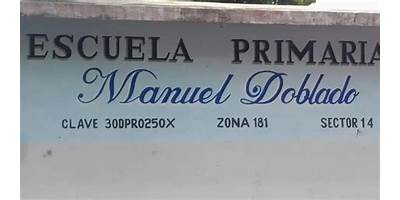 ESCUELA PRIMARIA
Manuel Doblado
CLAVE 30DPR0250X ZONA 181 SECTOR 14